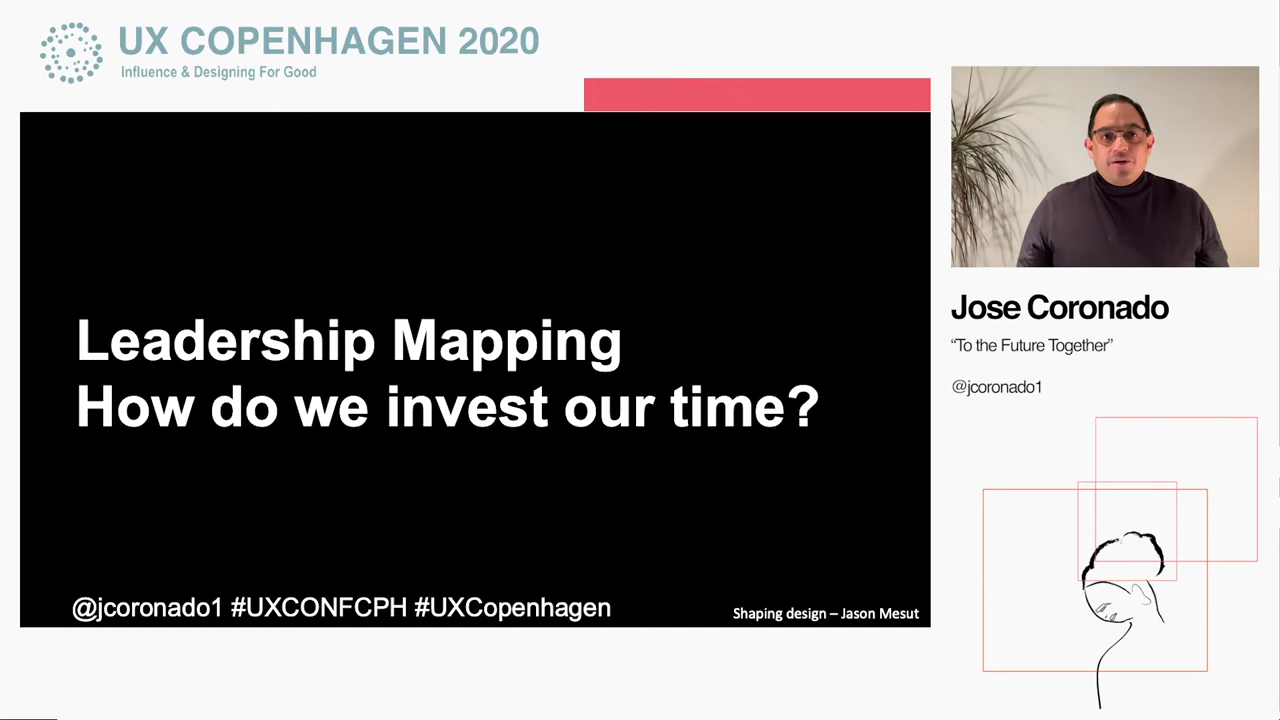 UX COPENHAGEN 2020
Influence & Designing For Good
Leadership Mapping
How do we invest our time?
@jcoronado1 #UXCONFCPH #UXCopenhagen
Shaping design – Jason Mesut
Jose Coronado
“To the Future Together”
@jcoronado1